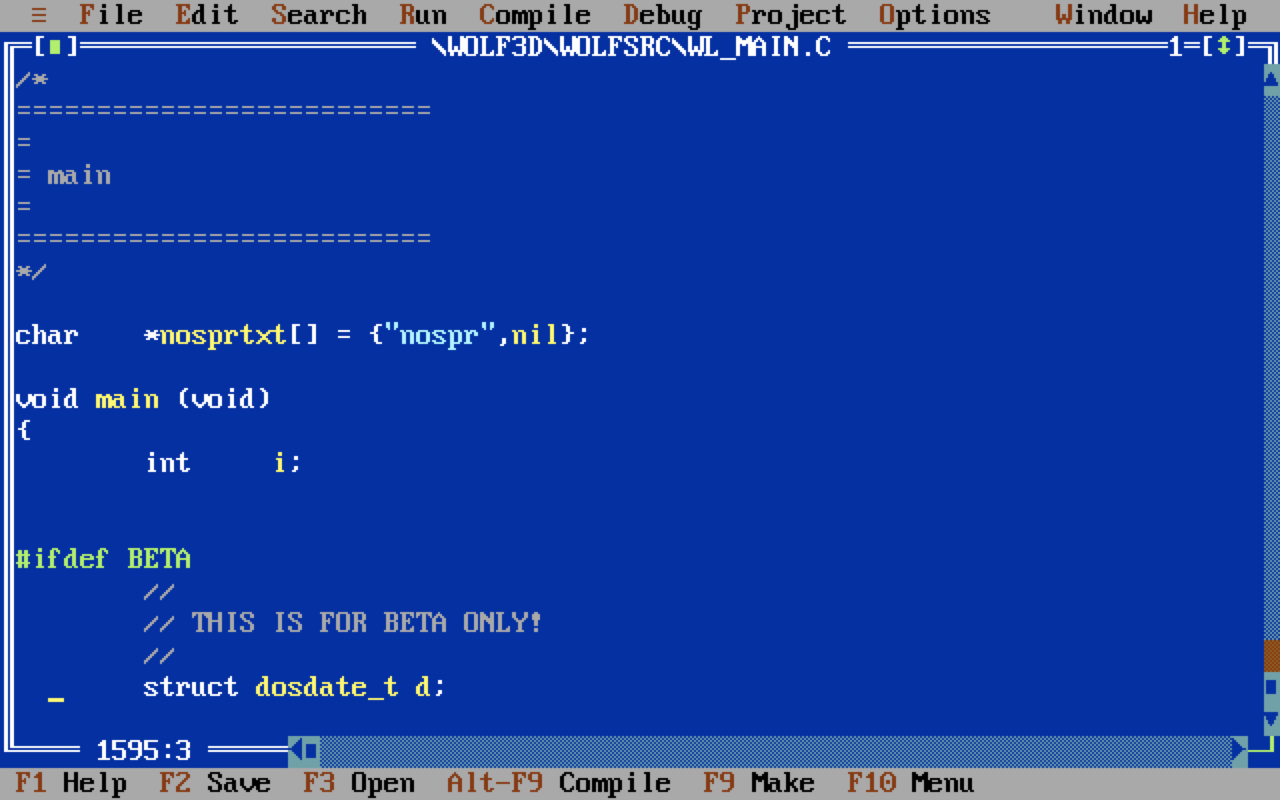 ≡ File Edit Search Run Compile Debug Project Options Window Help
[■] \WOLF3D\WOLFSRC\WL_MAIN.C 1=[↕]
/*
==========================
=
= main
=
==========================
*/
char *nosprtxt[] = {"nospr",nil};
void main (void)
{
int i;
#ifdef BETA
//
// THIS IS FOR BETA ONLY!
//
struct dosdate_t d;
1595:3
F1 Help F2 Save F3 Open Alt-F9 Compile F9 Make F10 Menu